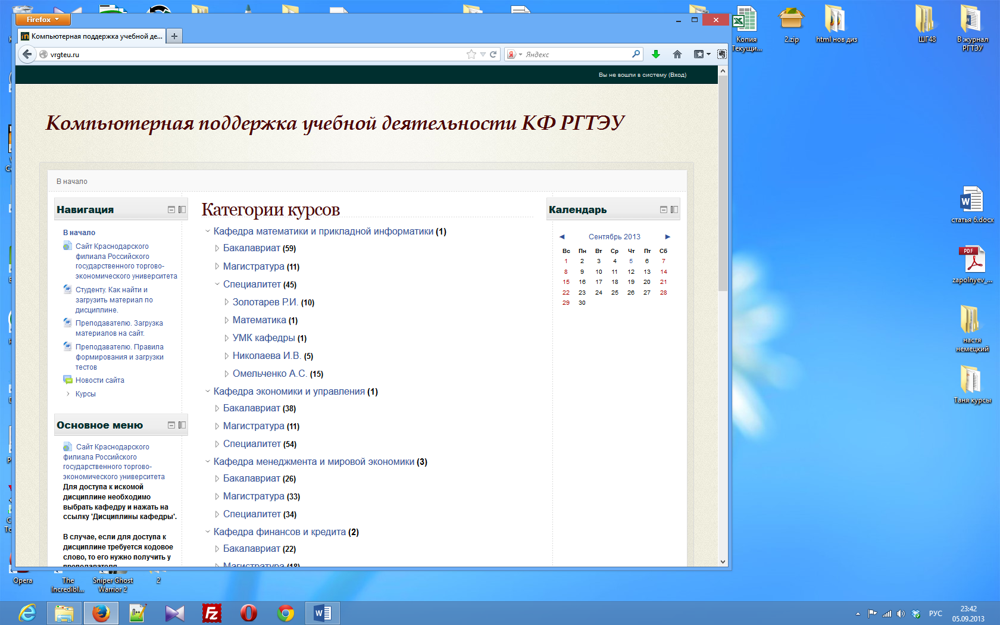 Firefox
Компьютерная поддержка учебной де...
vrgteu.ru
Яндекс
Вы не вошли в систему (Вход)
Компьютерная поддержка учебной деятельности КФ РГТЭУ
В начало
Навигация
В начало
Сайт Краснодарского
филиала Российского
государственного торгово-
экономического университета
Студенту. Как найти и
загрузить материал по
дисциплине.
Преподавателю. Загрузка
материалов на сайт.
Преподавателю. Правила
формирования и загрузки
тестов
Новости сайта
Курсы
Основное меню
Сайт Краснодарского
филиала Российского
государственного торгово-
экономического университета
Для доступа к искомой
дисциплине необходимо
выбрать кафедру и нажать на
ссылку 'Дисциплины кафедры'.
В случае, если для доступа к
дисциплине требуется кодовое
слово, то его нужно получить у
преподавателя
Категории курсов
Кафедра математики и прикладной информатики (1)
Бакалавриат (59)
Магистратура (11)
Специалитет (45)
Золотарев Р.И. (10)
Математика (1)
УМК кафедры (1)
Николаева И.В. (5)
Омельченко А.С. (15)
Кафедра экономики и управления (1)
Бакалавриат (38)
Магистратура (11)
Специалитет (54)
Кафедра менеджмента и мировой экономики (3)
Бакалавриат (26)
Магистратура (33)
Специалитет (34)
Кафедра финансов и кредита (2)
Бакалавриат (22)
Магистратура (18)
Календарь
Сентябрь 2013
Вс Пн Вт Ср Чт Пт Сб
1 2 3 4 5 6 7
8 9 10 11 12 13 14
15 16 17 18 19 20 21
22 23 24 25 26 27 28
29 30
Копия
Текущи...
2.zip
html нов диз
ШГ48
В журнал
РГТЭУ
статья 6.docx
PDF
zapolnyev_...
настя
немецкий
Таня курсы
Opera
The
Incredibl...
Sniper Ghost
Warrior 2
2
РУС
23:42
05.09.2013